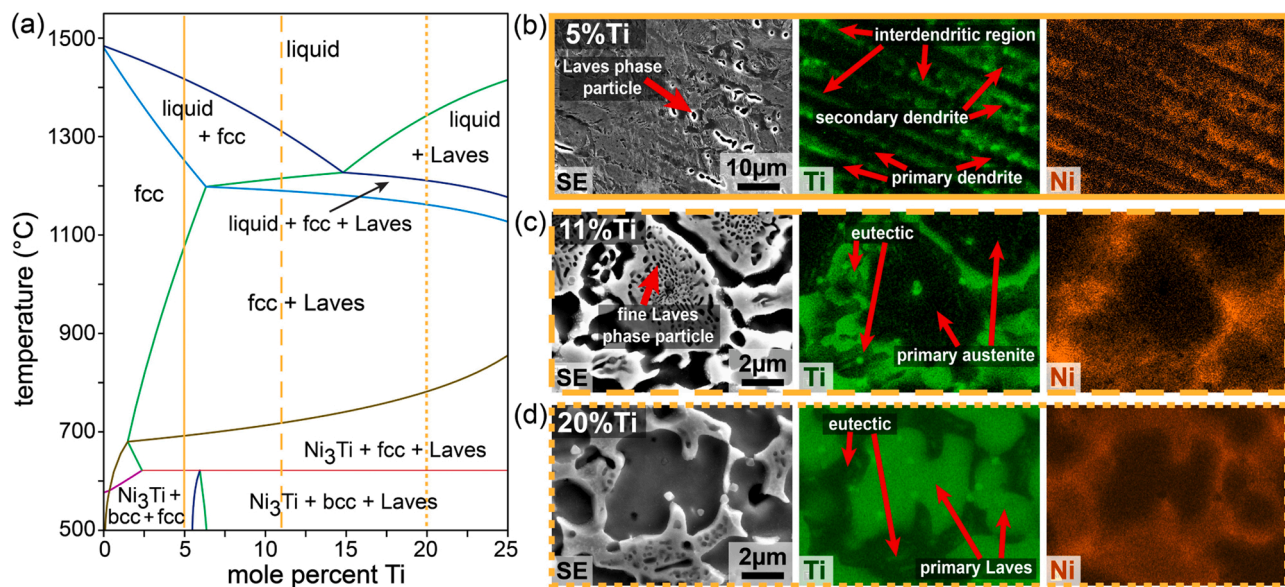 (a)
1500
1300
1100
900
700
500
temperature (°C)
0
5
10
15
20
25
mole percent Ti
liquid
liquid
+ fcc
liquid
+ Laves
fcc
liquid + fcc + Laves
fcc + Laves
Ni₃Ti + fcc + Laves
Ni₃Ti +
bcc + fcc
Ni₃Ti + bcc + Laves
(b)
5%Ti
Laves phase
particle
SE
10μm
interdendritic region
secondary dendrite
primary dendrite
Ti
Ni
(c)
11%Ti
fine Laves
phase particle
SE
2μm
eutectic
primary austenite
Ti
Ni
(d)
20%Ti
SE
2μm
eutectic
primary Laves
Ti
Ni